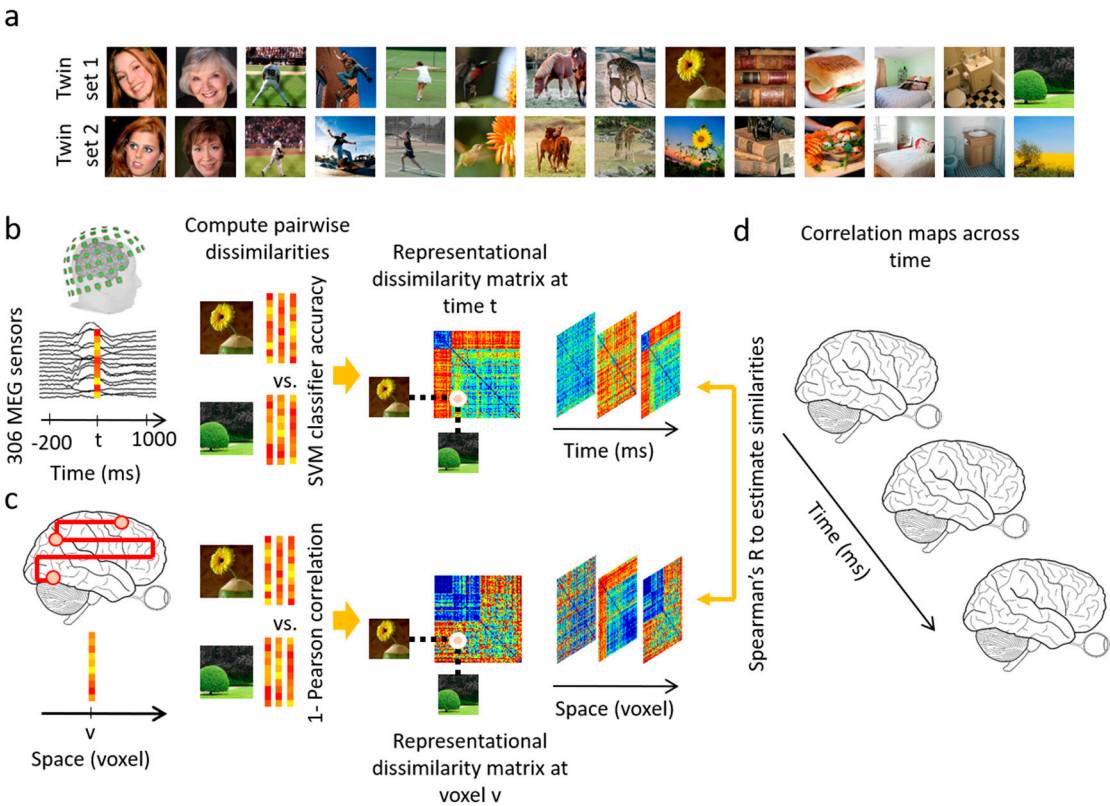 a
Twin
set 1
Twin
set 2
b
306 MEG sensors
-200
t
1000
Time (ms)
Compute pairwise
dissimilarities
vs.
SVM classifier accuracy
Representational
dissimilarity matrix at
time t
Time (ms)
c
v
Space (voxel)
vs.
1- Pearson correlation
Space (voxel)
Representational
dissimilarity matrix at
voxel v
Spearman's R to estimate similarities
d
Correlation maps across
time
Time (ms)